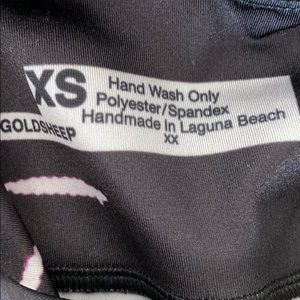 XS
GOLDSHEEP
Hand Wash Only
Polyester/Spandex
Handmade In Laguna Beach
XX